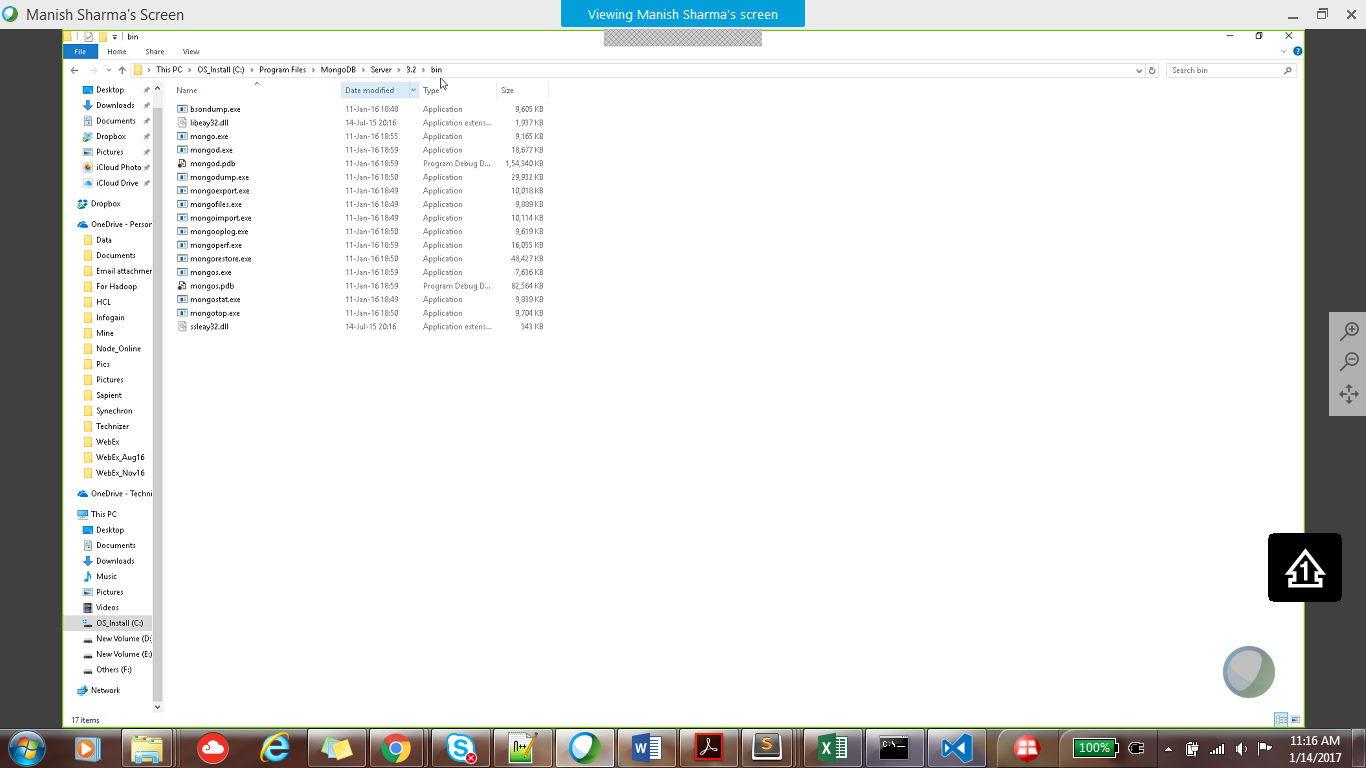 Manish Sharma's Screen
Viewing Manish Sharma's screen
bin
File Home Share View
This PC > OS_Install (C:) > Program Files > MongoDB > Server > 3.2 > bin
Search bin
Name Date modified Type Size
bsondump.exe 11-Jan-16 18:48 Application 9,605 KB
libeay32.dll 14-Jul-15 20:16 Application extens... 1,937 KB
mongo.exe 11-Jan-16 18:55 Application 9,165 KB
mongod.exe 11-Jan-16 18:59 Application 18,677 KB
mongod.pdb 11-Jan-16 18:59 Program Debug D... 1,54,340 KB
mongodump.exe 11-Jan-16 18:50 Application 29,932 KB
mongoexport.exe 11-Jan-16 18:49 Application 10,018 KB
mongofiles.exe 11-Jan-16 18:49 Application 9,889 KB
mongoimport.exe 11-Jan-16 18:49 Application 10,114 KB
mongooplog.exe 11-Jan-16 18:50 Application 9,619 KB
mongoperf.exe 11-Jan-16 18:59 Application 16,055 KB
mongorestore.exe 11-Jan-16 18:50 Application 48,427 KB
mongos.exe 11-Jan-16 18:59 Application 7,636 KB
mongos.pdb 11-Jan-16 18:59 Program Debug D... 82,564 KB
mongostat.exe 11-Jan-16 18:49 Application 9,839 KB
mongotop.exe 11-Jan-16 18:50 Application 9,704 KB
ssleay32.dll 14-Jul-15 20:16 Application extens... 343 KB
Desktop
Downloads
Documents
Dropbox
Pictures
iCloud Photo
iCloud Drive
Dropbox
OneDrive - Person
Data
Documents
Email attachmen
For Hadoop
HCL
Infogain
Mine
Node_Online
Pics
Pictures
Sapient
Synechron
Technizer
WebEx
WebEx_Aug16
WebEx_Nov16
OneDrive - Techni
This PC
Desktop
Documents
Downloads
Music
Pictures
Videos
OS_Install (C:)
New Volume (D:
New Volume (E:)
Others (F:)
Network
17 items
1
100%
11:16 AM
1/14/2017